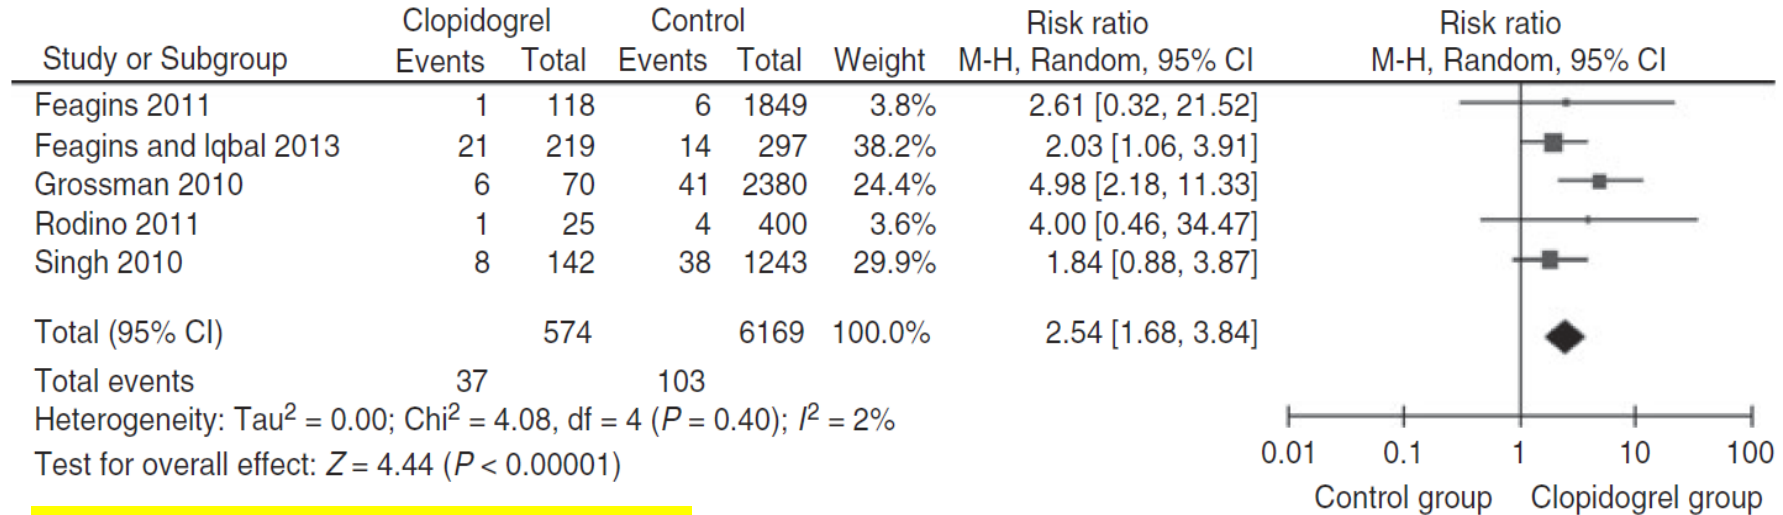 Clopidogrel Control Risk ratio Risk ratio
Study or Subgroup Events Total Events Total Weight M-H, Random, 95% CI M-H, Random, 95% CI
Feagins 2011 1 118 6 1849 3.8% 2.61 [0.32, 21.52]
Feagins and Iqbal 2013 21 219 14 297 38.2% 2.03 [1.06, 3.91]
Grossman 2010 6 70 41 2380 24.4% 4.98 [2.18, 11.33]
Rodino 2011 1 25 4 400 3.6% 4.00 [0.46, 34.47]
Singh 2010 8 142 38 1243 29.9% 1.84 [0.88, 3.87]
Total (95% CI) 574 6169 100.0% 2.54 [1.68, 3.84]
Total events 37 103
Heterogeneity: Tau² = 0.00; Chi² = 4.08, df = 4 (P = 0.40); I² = 2%
Test for overall effect: Z = 4.44 (P < 0.00001)
0.01 0.1 1 10 100
Control group Clopidogrel group